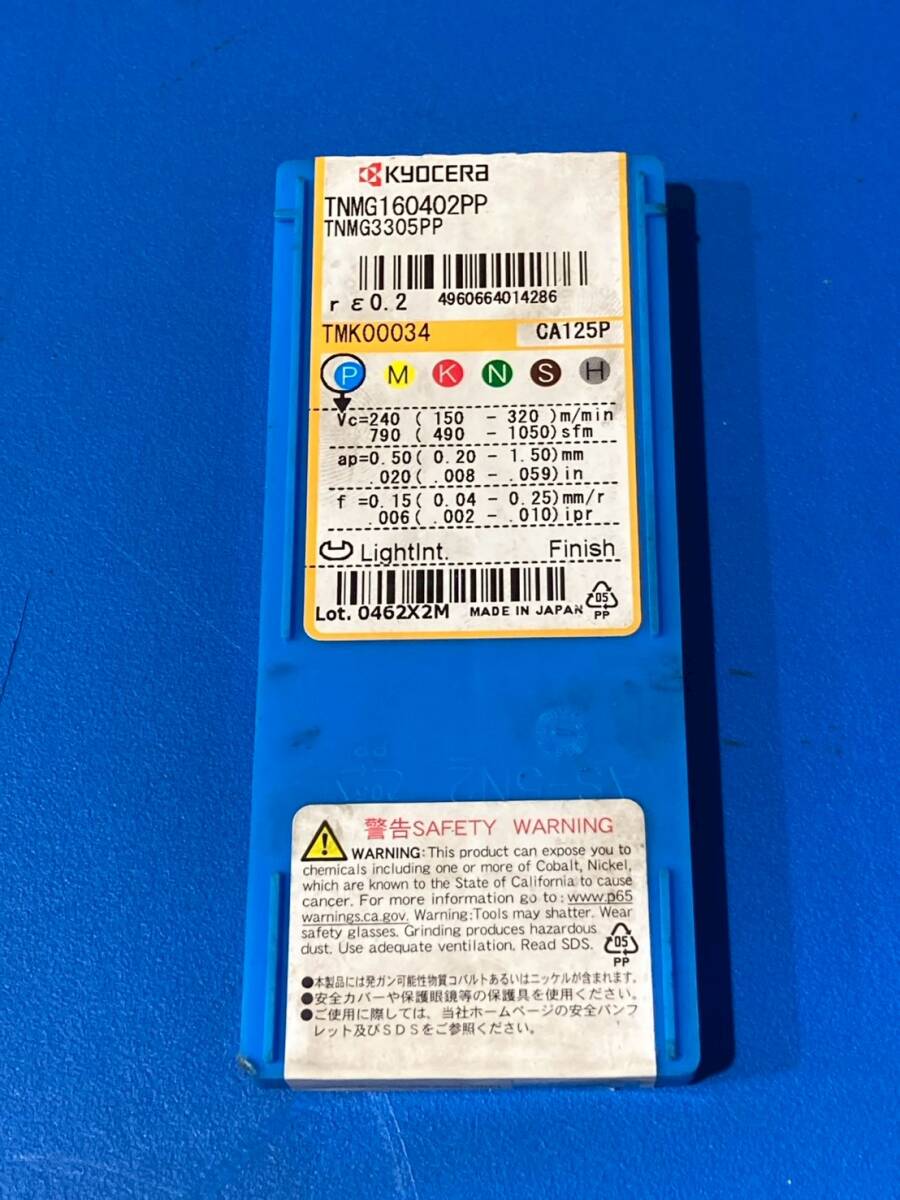 KYOCERA
TNMG160402PP
TNMG3305PP
rε0.2 4960664014286
TMK00034 CA125P
P M K N S H
Vc=240 ( 150 - 320 )m/min
790 ( 490 - 1050)sfm
ap=0.50( 0.20 - 1.50)mm
.020( .008 - .059)in
f =0.15( 0.04 - 0.25)mm/r
.006( .002 - .010)ipr
LightInt. Finish
Lot. 0462X2M MADE IN JAPAN 05
PP
警告SAFETY WARNING
WARNING:This product can expose you to
chemicals including one or more of Cobalt, Nickel,
which are known to the State of California to cause
cancer. For more information go to:www.p65
warnings.ca.gov. Warning:Tools may shatter. Wear
safety glasses. Grinding produces hazardous
dust. Use adequate ventilation. Read SDS. 05
PP
●本製品には発ガン可能性物質コバルトあるいはニッケルが含まれます。
●安全カバーや保護眼鏡等の保護具を使用ください。
●ご使用に際しては、当社ホームページの安全パンフ
レット及びSDSをご参照ください。